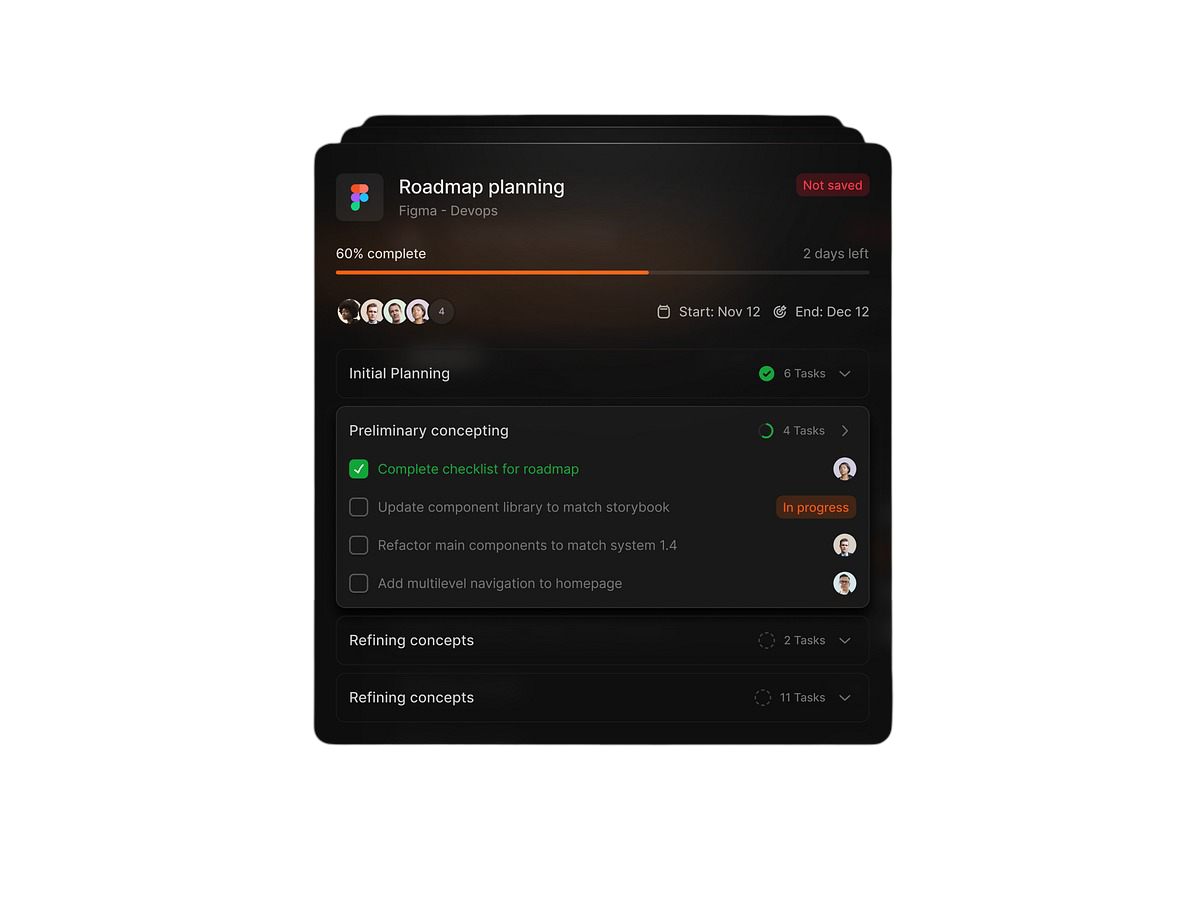 Roadmap planning
Not saved
Figma - Devops
60% complete
2 days left
4
Start: Nov 12
End: Dec 12
Initial Planning
6 Tasks
Preliminary concepting
4 Tasks
Complete checklist for roadmap
Update component library to match storybook
In progress
Refactor main components to match system 1.4
Add multilevel navigation to homepage
Refining concepts
2 Tasks
Refining concepts
11 Tasks